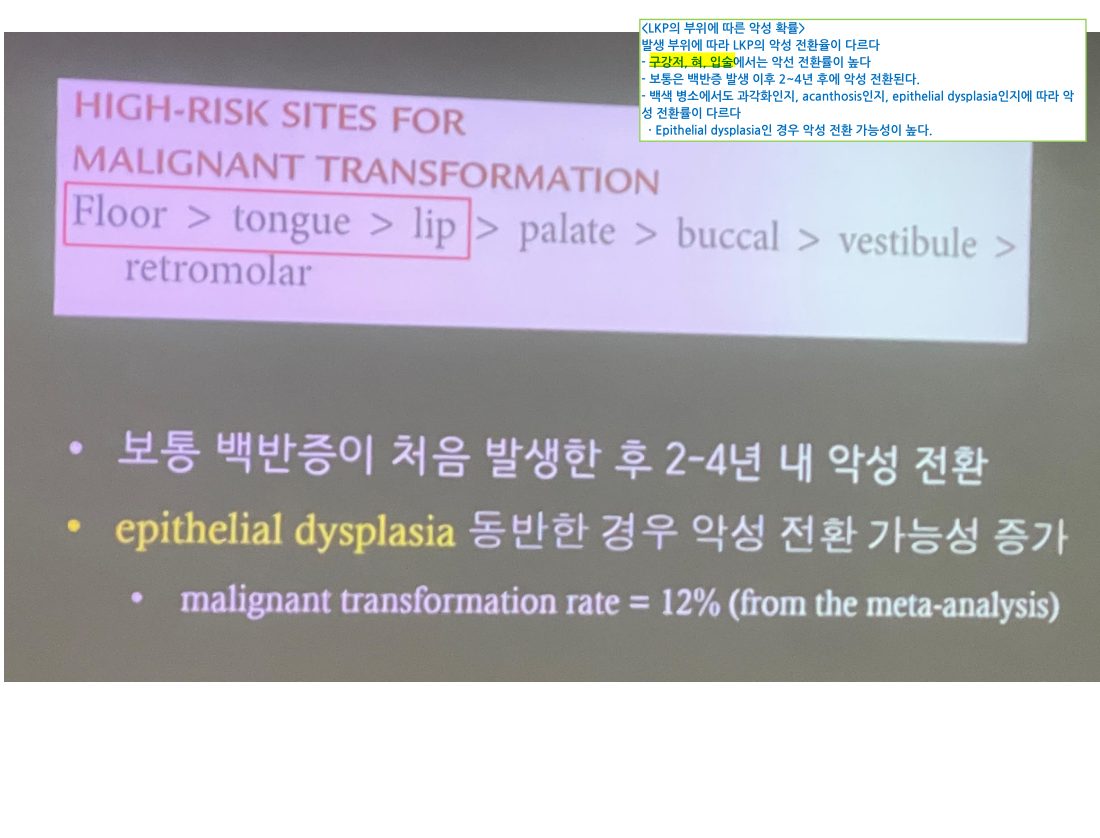 <LKP의 부위에 따른 악성 확률>
발생 부위에 따라 LKP의 악성 전환율이 다르다
- 구강저, 혀, 입술에서는 악선 전환률이 높다
- 보통은 백반증 발생 이후 2~4년 후에 악성 전환된다.
- 백색 병소에서도 과각화인지, acanthosis인지, epithelial dysplasia인지에 따라 악
성 전환률이 다르다
· Epithelial dysplasia인 경우 악성 전환 가능성이 높다.
HIGH-RISK SITES FOR
MALIGNANT TRANSFORMATION
Floor > tongue > lip > palate > buccal > vestibule >
retromolar
• 보통 백반증이 처음 발생한 후 2-4년 내 악성 전환
• epithelial dysplasia 동반한 경우 악성 전환 가능성 증가
• malignant transformation rate = 12% (from the meta-analysis)